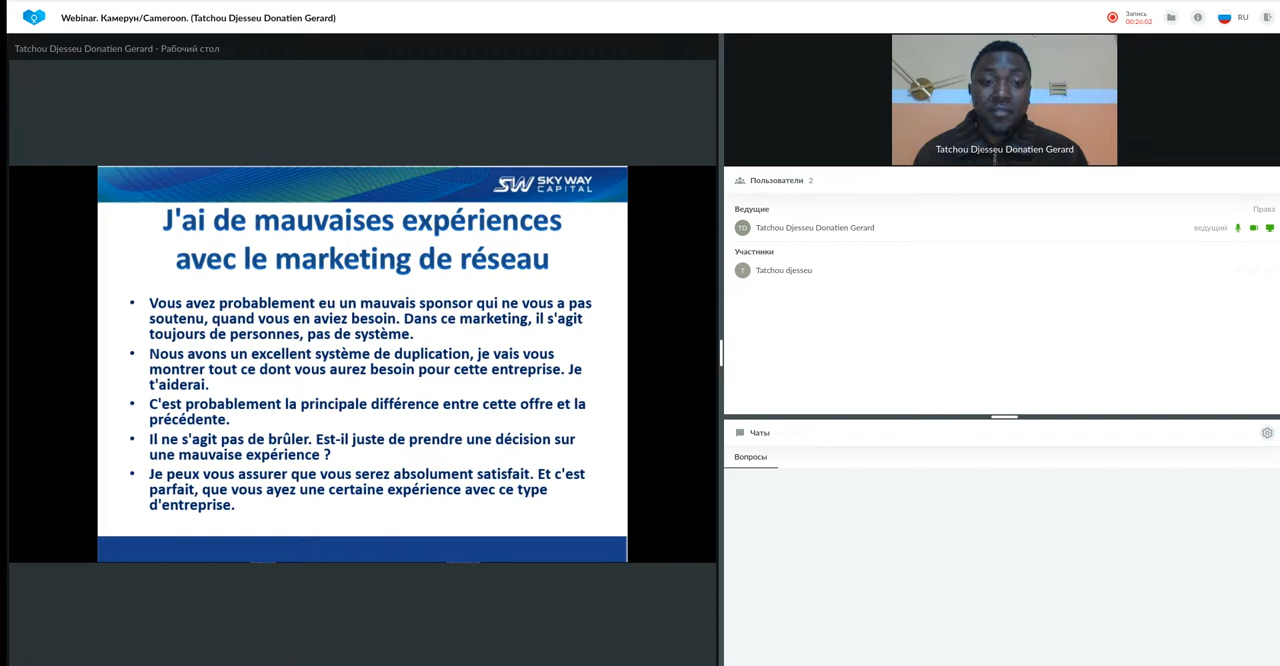 Webinar. Камерун/Cameroon. (Tatchou Djesseu Donatien Gerard)
Запись
00:26:02
RU
Tatchou Djesseu Donatien Gerard - Рабочий стол
SW SKY WAY
CAPITAL
J'ai de mauvaises expériences
avec le marketing de réseau
• Vous avez probablement eu un mauvais sponsor qui ne vous a pas
soutenu, quand vous en aviez besoin. Dans ce marketing, il s'agit
toujours de personnes, pas de système.
• Nous avons un excellent système de duplication, je vais vous
montrer tout ce dont vous aurez besoin pour cette entreprise. Je
t'aiderai.
• C'est probablement la principale différence entre cette offre et la
précédente.
• Il ne s'agit pas de brûler. Est-il juste de prendre une décision sur
une mauvaise expérience ?
• Je peux vous assurer que vous serez absolument satisfait. Et c'est
parfait, que vous ayez une certaine expérience avec ce type
d'entreprise.
Tatchou Djesseu Donatien Gerard
Пользователи 2
Ведущие Права
TD Tatchou Djesseu Donatien Gerard ведущий
Участники
T Tatchou djesseu
Чаты
Вопросы